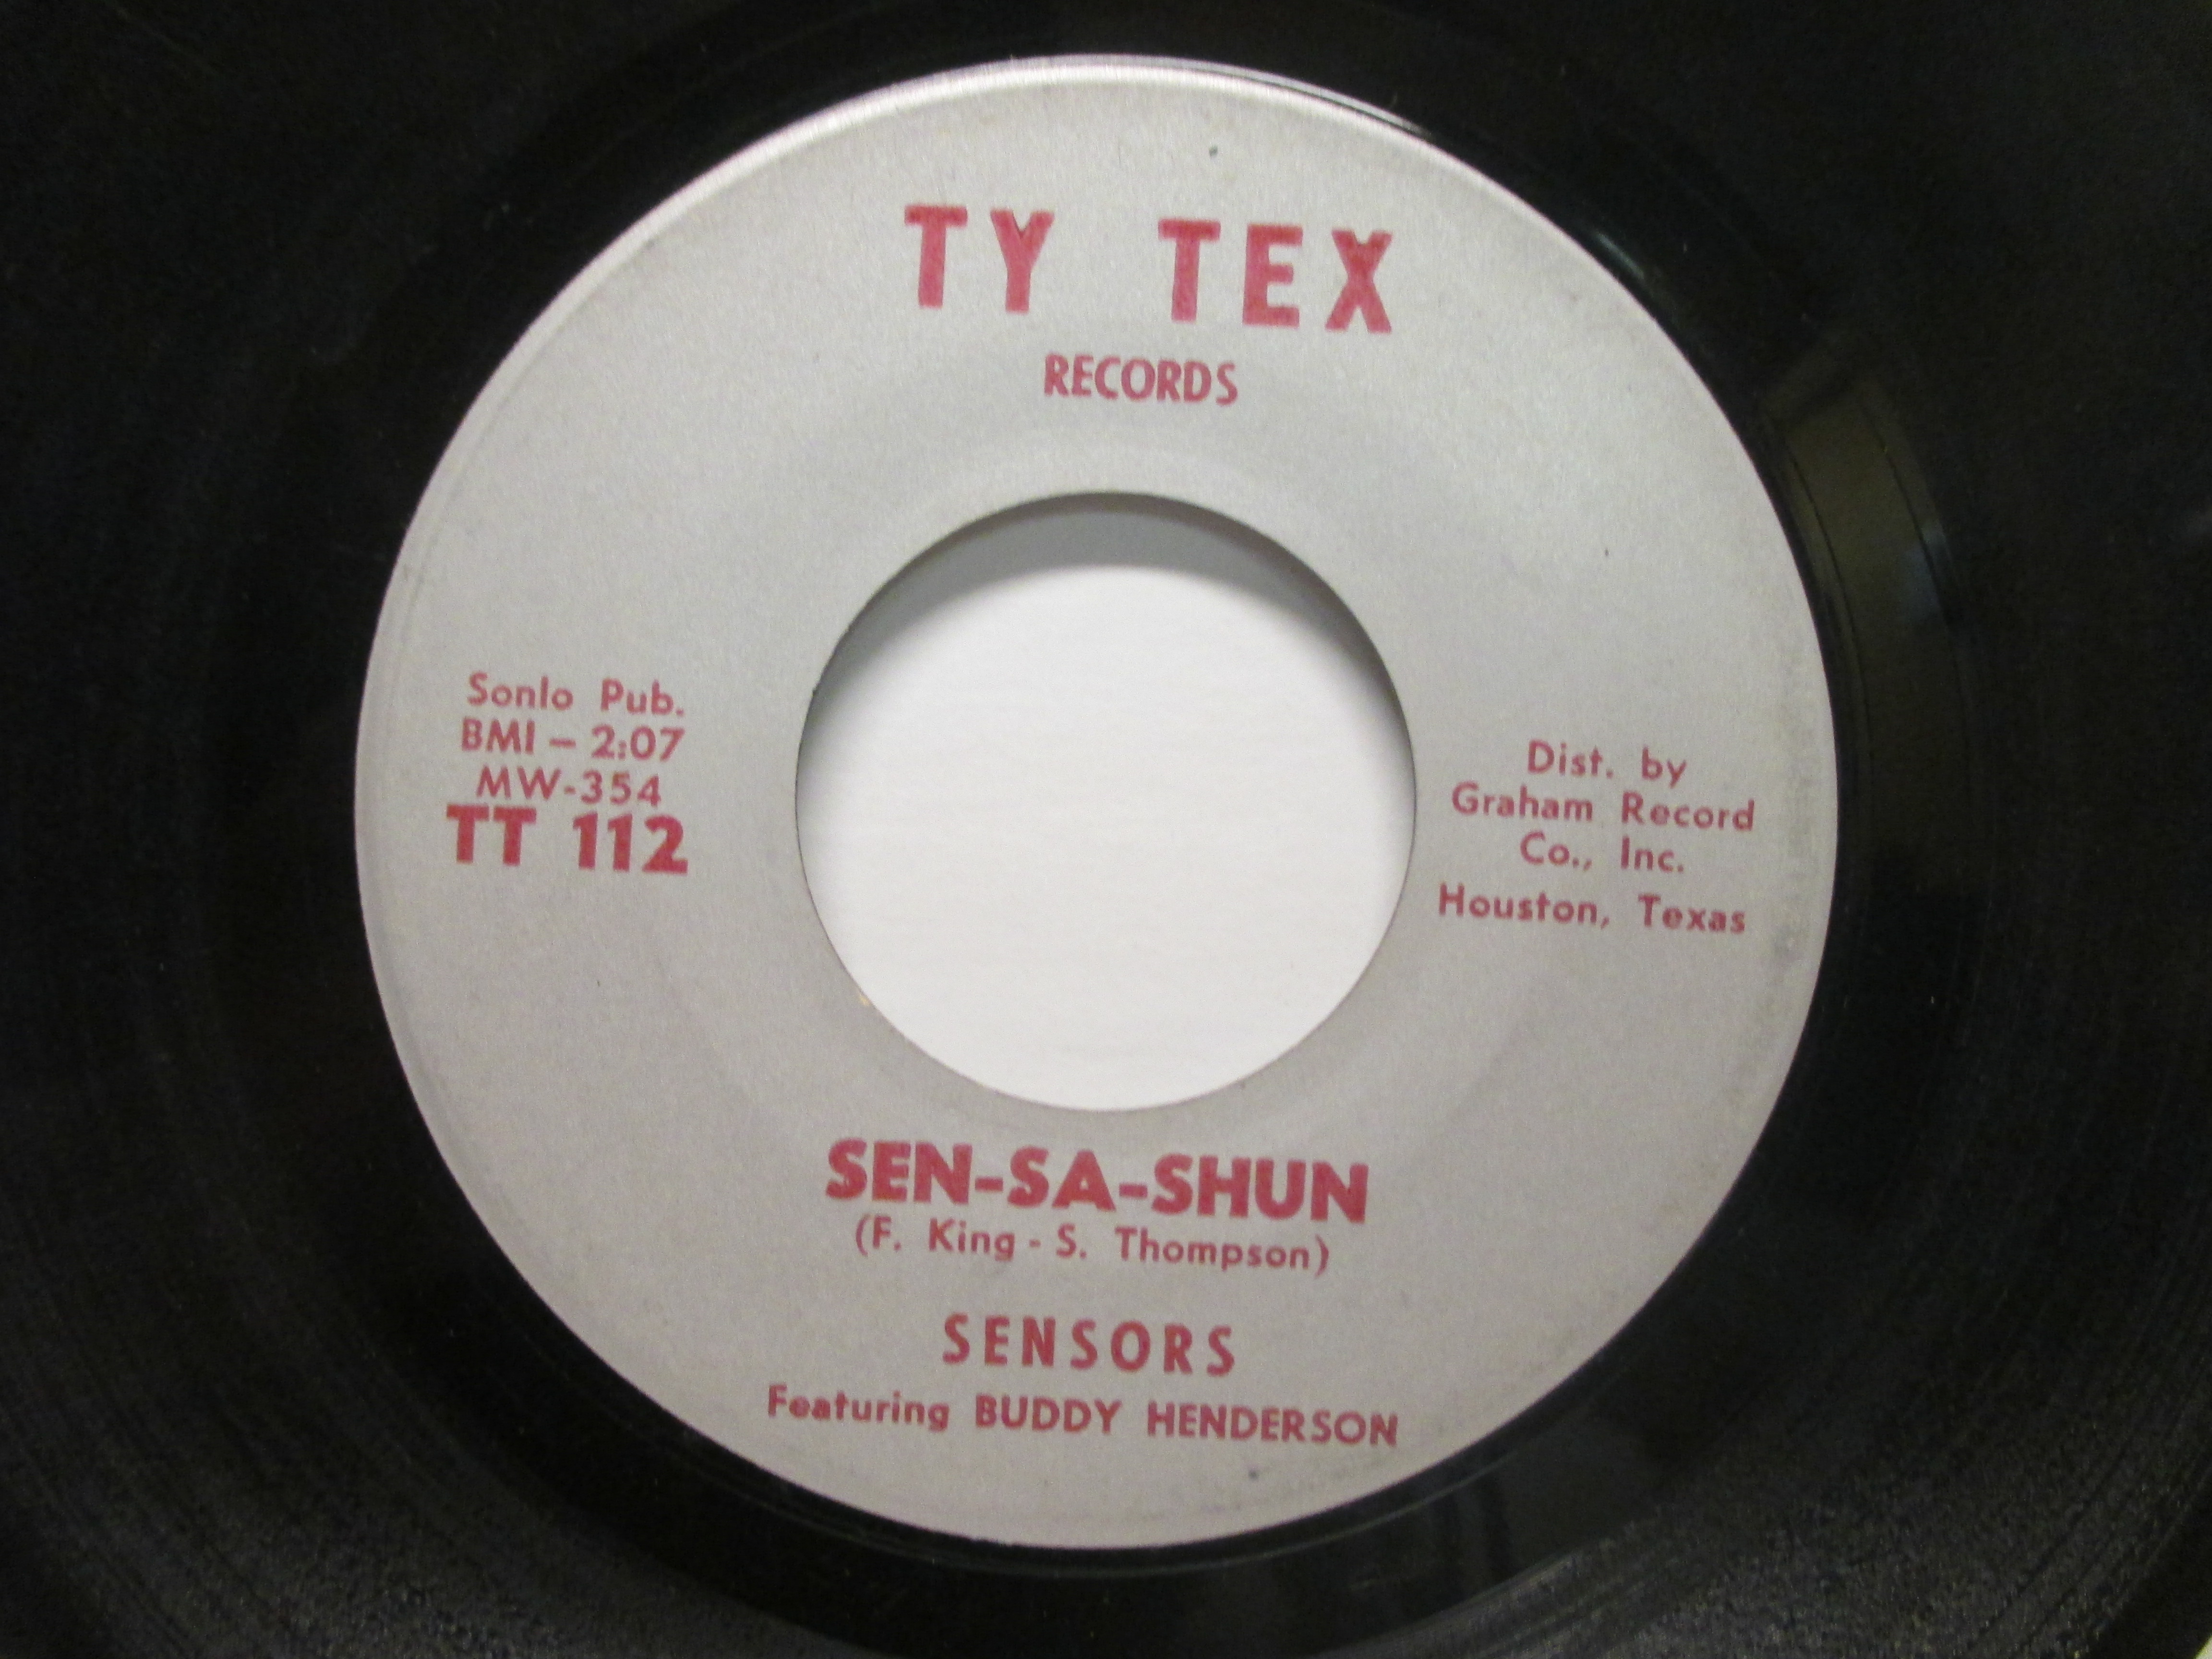 TY TEX
RECORDS
Sonlo Pub.
BMI – 2:07
MW-354
TT 112
Dist. by
Graham Record
Co., Inc.
Houston, Texas
SEN-SA-SHUN
(F. King - S. Thompson)
SENSORS
Featuring BUDDY HENDERSON